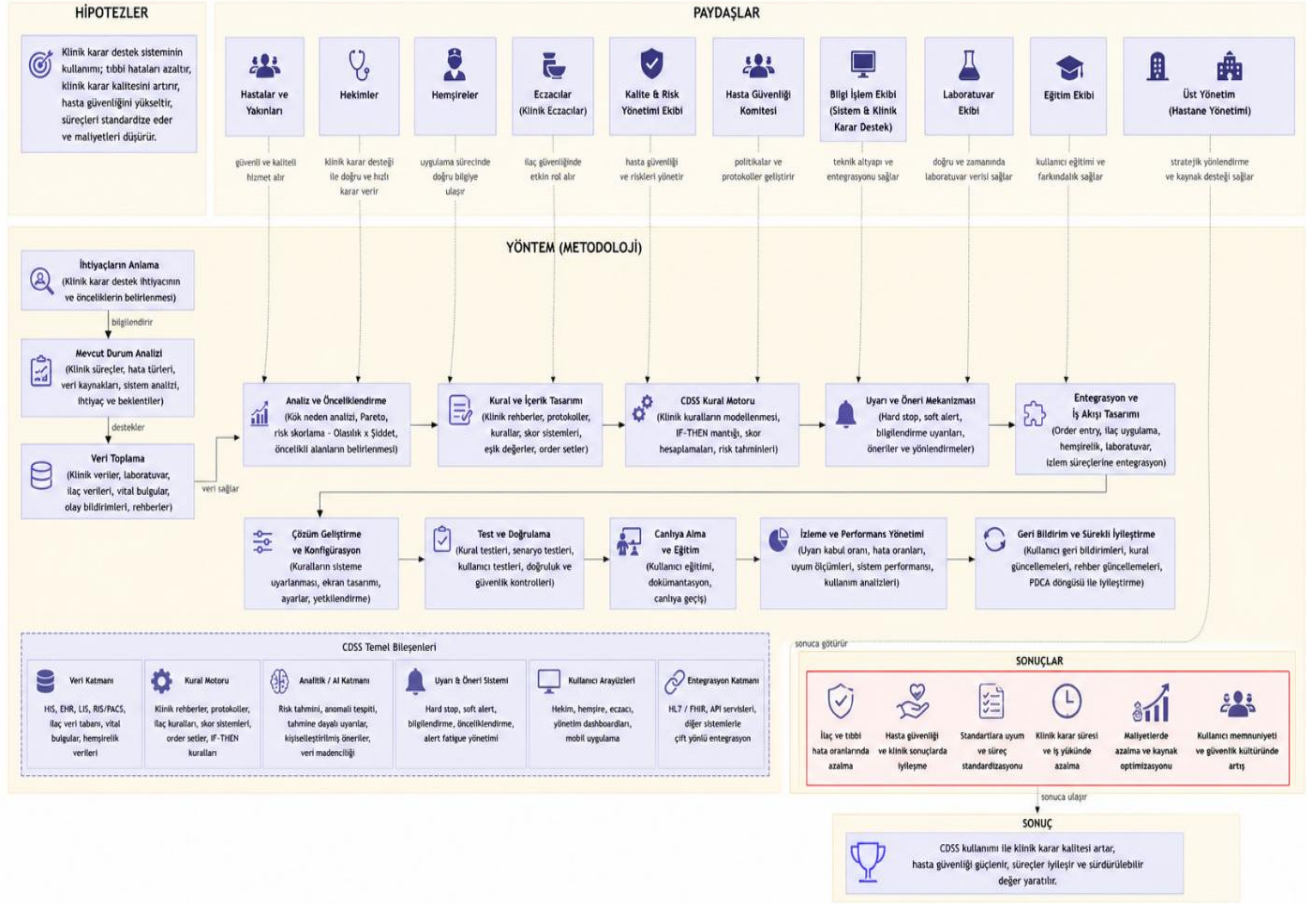 HİPOTEZLER
Klinik karar destek sisteminin
kullanımı; tıbbi hataları azaltır,
klinik karar kalitesini artırır,
hasta güvenliğini yükseltir,
süreçleri standardize eder
ve maliyetleri düşürür.
PAYDAŞLAR
Hastalar ve
Yakınları
Hekimler
Hemşireler
Eczacılar
(Klinik Eczacılar)
Kalite & Risk
Yönetimi Ekibi
Hasta Güvenliği
Komitesi
Bilgi İşlem Ekibi
(Sistem & Klinik
Karar Destek)
Laboratuvar
Ekibi
Eğitim Ekibi
Üst Yönetim
(Hastane Yönetimi)
güvenli ve kaliteli
hizmet alır
klinik karar desteği
ile doğru ve hızlı
karar verir
uygulama sürecinde
doğru bilgiye
ulaşır
ilaç güvenliğinde
etkin rol alır
hasta güvenliği
ve riskleri yönetir
politikalar ve
protokoller geliştirir
teknik altyapı ve
entegrasyonu sağlar
doğru ve zamanında
laboratuvar verisi sağlar
kullanıcı eğitimi ve
farkındalık sağlar
stratejik yönlendirme
ve kaynak desteği sağlar
YÖNTEM (METODOLOJİ)
İhtiyaçların Anlama
(Klinik karar destek ihtiyacının
ve önceliklerin belirlenmesi)
bilgilendirir
Mevcut Durum Analizi
(Klinik süreçler, hata türleri,
veri kaynakları, sistem analizi,
ihtiyaç ve beklentiler)
destekler
Veri Toplama
(Klinik veriler, laboratuvar,
ilaç verileri, vital bulgular,
olay bildirimleri, rehberler)
veri sağlar
Analiz ve Önceliklendirme
(Kök neden analizi, Pareto,
risk skorlama - Olasılık x Şiddet,
öncelikli alanların belirlenmesi)
Kural ve İçerik Tasarımı
(Klinik rehberler, protokoller,
kurallar, skor sistemleri,
eşik değerler, order setler)
CDSS Kural Motoru
(Klinik kuralların modellenmesi,
IF-THEN mantığı, skor
hesaplamaları, risk tahminleri)
Uyarı ve Öneri Mekanizması
(Hard stop, soft alert,
bilgilendirme uyarıları,
öneriler ve yönlendirmeler)
Entegrasyon ve
İş Akışı Tasarımı
(Order entry, ilaç uygulama,
hemşirelik, laboratuvar,
izlem süreçlerine entegrasyon)
Çözüm Geliştirme
ve Konfigürasyon
(Kuralların sisteme
uyarlanması, ekran tasarımı,
ayarlar, yetkilendirme)
Test ve Doğrulama
(Kural testleri, senaryo testleri,
kullanıcı testleri, doğruluk ve
güvenlik kontrolleri)
Canlıya Alma
ve Eğitim
(Kullanıcı eğitimi,
dokümantasyon,
canlıya geçiş)
İzleme ve Performans Yönetimi
(Uyarı kabul oranı, hata oranları,
uyum ölçümleri, sistem performansı,
kullanım analizleri)
Geri Bildirim ve Sürekli İyileştirme
(Kullanıcı geri bildirimleri, kural
güncellemeleri, rehber güncellemeleri,
PDCA döngüsü ile iyileştirme)
CDSS Temel Bileşenleri
Veri Katmanı
HIS, EHR, LIS, RIS/PACS,
ilaç veri tabanı, vital
bulgular, hemşirelik
verileri
Kural Motoru
Klinik rehberler, protokoller,
ilaç kuralları, skor sistemleri,
order setler, IF-THEN
kuralları
Analitik / AI Katmanı
Risk tahmini, anomali tespiti,
tahmine dayalı uyarılar,
kişiselleştirilmiş öneriler,
veri madenciliği
Uyarı & Öneri Sistemi
Hard stop, soft alert,
bilgilendirme, önceliklendirme,
alert fatigue yönetimi
Kullanıcı Arayüzleri
Hekim, hemşire, eczacı,
yönetim dashboardları,
mobil uygulama
Entegrasyon Katmanı
HL7 / FHIR, API servisleri,
diğer sistemlerle
çift yönlü entegrasyon
sonuca götürür
SONUÇLAR
İlaç ve tıbbi
hata oranlarında
azalma
Hasta güvenliği
ve klinik sonuçlarda
iyileşme
Standartlara uyum
ve süreç
standardizasyonu
Klinik karar süresi
ve iş yükünde
azalma
Maliyetlerde
azalma ve kaynak
optimizasyonu
Kullanıcı memnuniyeti
ve güvenlik kültüründe
artış
sonuca ulaşır
SONUÇ
CDSS kullanımı ile klinik karar kalitesi artar,
hasta güvenliği güçlenir, süreçler iyileşir ve sürdürülebilir
değer yaratılır.